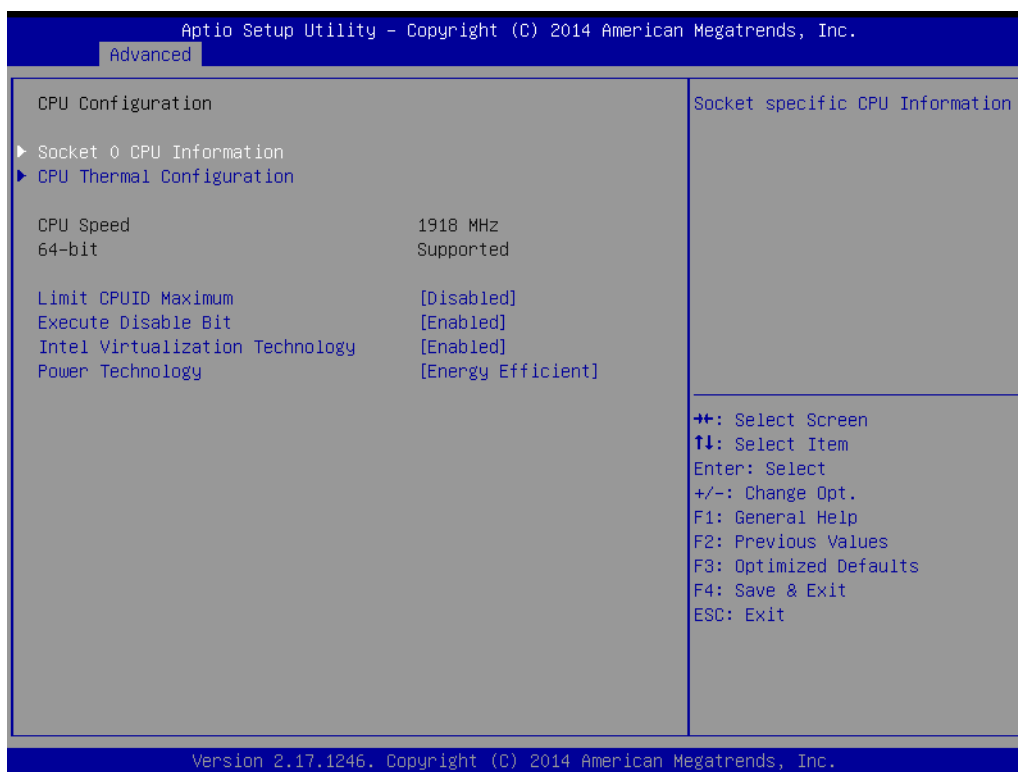 Aptio Setup Utility – Copyright (C) 2014 American Megatrends, Inc.
Advanced
CPU Configuration
Socket 0 CPU Information
CPU Thermal Configuration
CPU Speed 1918 MHz
64-bit Supported
Limit CPUID Maximum [Disabled]
Execute Disable Bit [Enabled]
Intel Virtualization Technology [Enabled]
Power Technology [Energy Efficient]
Socket specific CPU Information
→←: Select Screen
↑↓: Select Item
Enter: Select
+/-: Change Opt.
F1: General Help
F2: Previous Values
F3: Optimized Defaults
F4: Save & Exit
ESC: Exit
Version 2.17.1246. Copyright (C) 2014 American Megatrends, Inc.